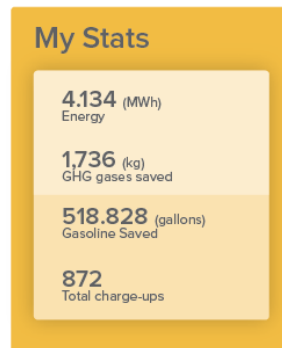 My Stats
4.134 (MWh)
Energy
1,736 (kg)
GHG gases saved
518.828 (gallons)
Gasoline Saved
872
Total charge-ups